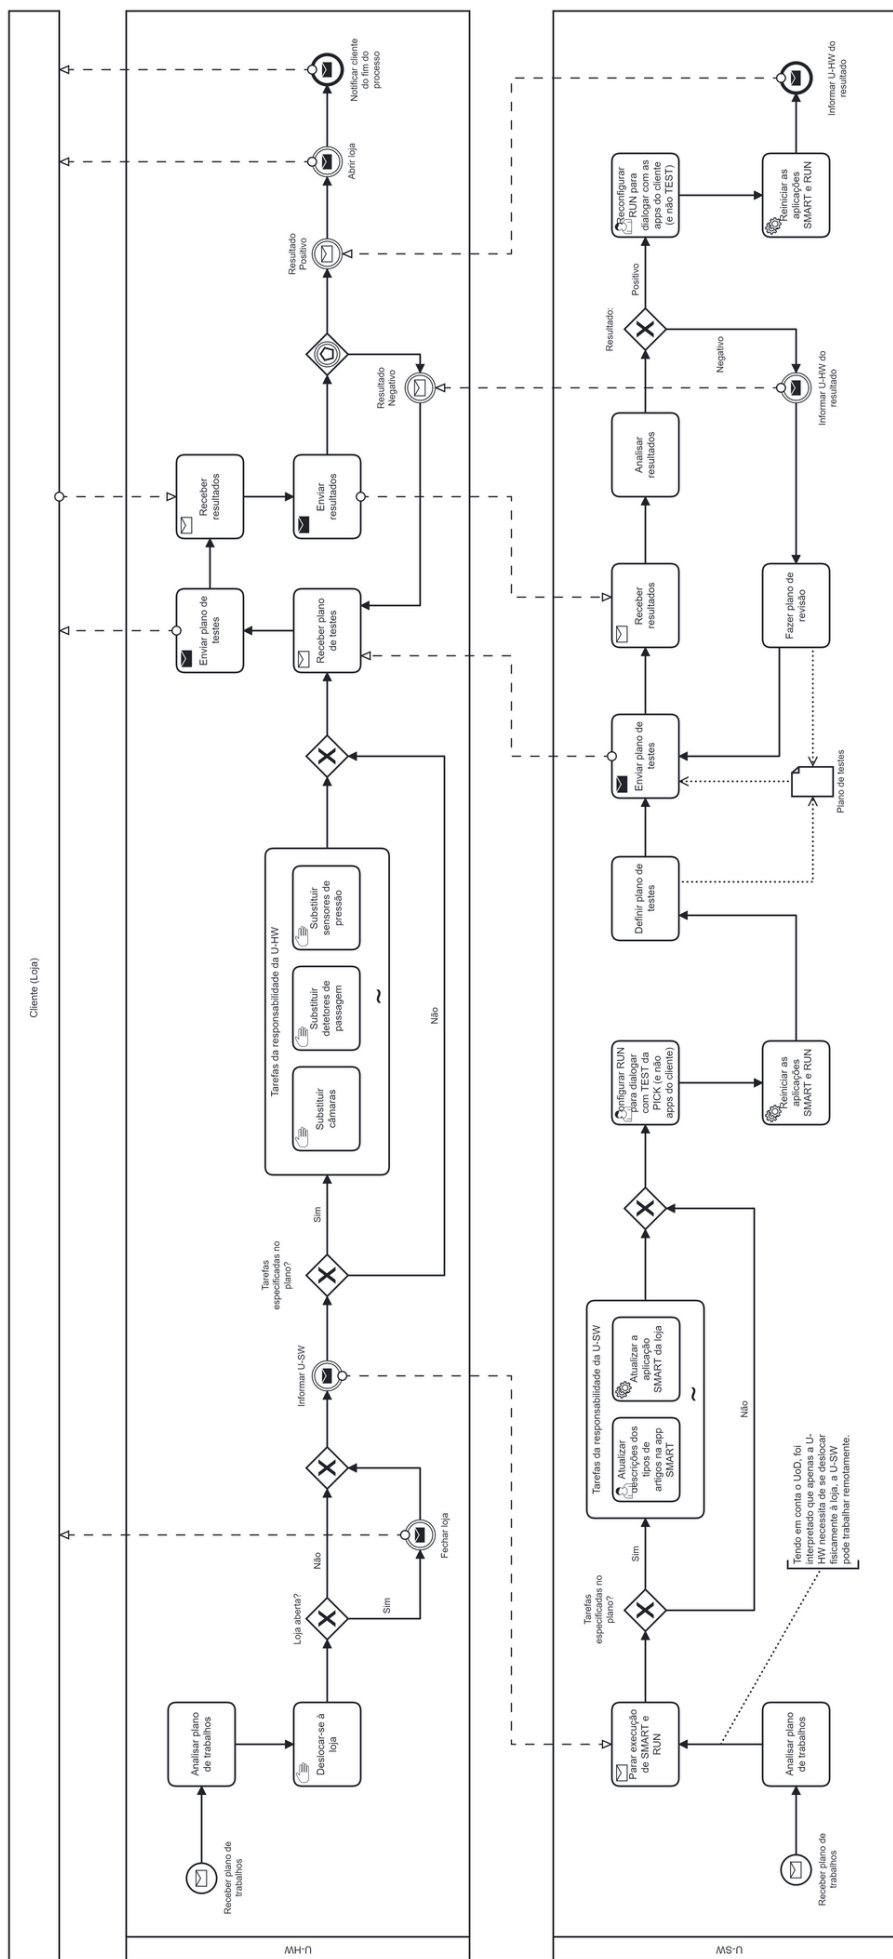 Cliente (Loja)
U-HW
Receber plano de
trabalhos
Analisar plano
de trabalhos
Deslocar-se à
loja
Loja aberta?
Não
Sim
Fechar loja
Informar U-SW
Tarefas
especificadas no
plano?
Sim
Não
Tarefas da responsabilidade da U-HW
Substituir
câmaras
Substituir
detetores de
passagem
Substituir
sensores de
pressão
~
Receber plano
de testes
Enviar plano de
testes
Receber
resultados
Enviar
resultados
Resultado
Negativo
Resultado
Positivo
Abrir loja
Notificar cliente
do fim do
processo
U-SW
Receber plano de
trabalhos
Analisar plano
de trabalhos
Parar execução
de SMART e
RUN
Tendo em conta o UoD, foi
interpretado que apenas a U-
HW necessita de se deslocar
fisicamente à loja, a U-SW
pode trabalhar remotamente.
Tarefas
especificadas no
plano?
Sim
Não
Tarefas da responsabilidade da U-SW
Atualizar
descrições dos
tipos de
artigos na app
SMART
Atualizar a
aplicação
SMART da loja
~
onfigurar RUN
para dialogar
com TEST da
PICK (e não
apps do cliente)
Reiniciar as
aplicações
SMART e RUN
Definir plano de
testes
Enviar plano de
testes
Plano de testes
Fazer plano de
revisão
Receber
resultados
Analisar
resultados
Resultado:
Positivo
Negativo
Informar U-HW do
resultado
Reconfigurar
RUN para
dialogar com as
apps do cliente
(e não TEST)
Reiniciar as
aplicações
SMART e RUN
Informar U-HW do
resultado